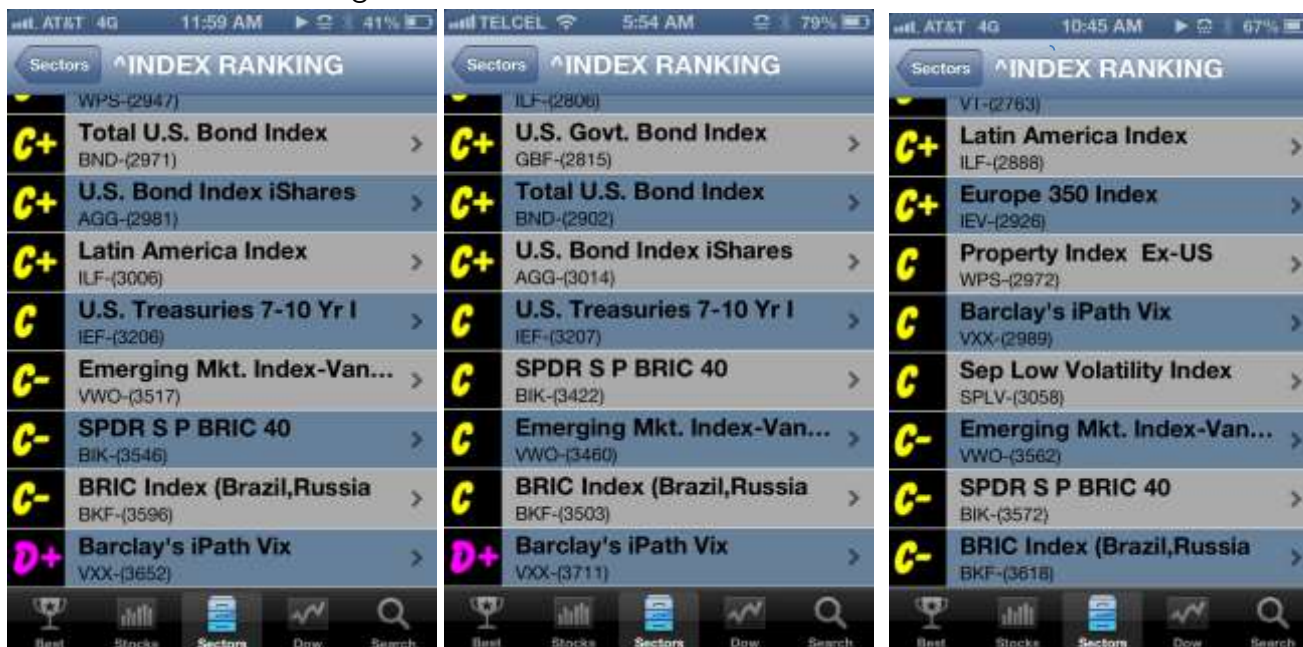 AT&T 4G 11:59 AM 41%
Sectors ^INDEX RANKING
WPS-(2947)
C+ Total U.S. Bond Index
BND-(2971)
C+ U.S. Bond Index iShares
AGG-(2981)
C+ Latin America Index
ILF-(3006)
C U.S. Treasuries 7-10 Yr I
IEF-(3206)
C- Emerging Mkt. Index-Van...
VWO-(3517)
C- SPDR S P BRIC 40
BIK-(3546)
C- BRIC Index (Brazil,Russia
BKF-(3596)
D+ Barclay's iPath Vix
VXX-(3652)
Best Stocks Sectors Dow Search
TELCEL 5:54 AM 79%
Sectors ^INDEX RANKING
ILF-(2806)
C+ U.S. Govt. Bond Index
GBF-(2815)
C+ Total U.S. Bond Index
BND-(2902)
C+ U.S. Bond Index iShares
AGG-(3014)
C U.S. Treasuries 7-10 Yr I
IEF-(3207)
C SPDR S P BRIC 40
BIK-(3422)
C Emerging Mkt. Index-Van...
VWO-(3460)
C BRIC Index (Brazil,Russia
BKF-(3503)
D+ Barclay's iPath Vix
VXX-(3711)
Best Stocks Sectors Dow Search
AT&T 4G 10:45 AM 67%
Sectors ^INDEX RANKING
VT-(2763)
C+ Latin America Index
ILF-(2888)
C+ Europe 350 Index
IEV-(2926)
C Property Index Ex-US
WPS-(2972)
C Barclay's iPath Vix
VXX-(2989)
C Sep Low Volatility Index
SPLV-(3058)
C- Emerging Mkt. Index-Van...
VWO-(3562)
C- SPDR S P BRIC 40
BIK-(3572)
C- BRIC Index (Brazil,Russia
BKF-(3618)
Best Stocks Sectors Dow Search